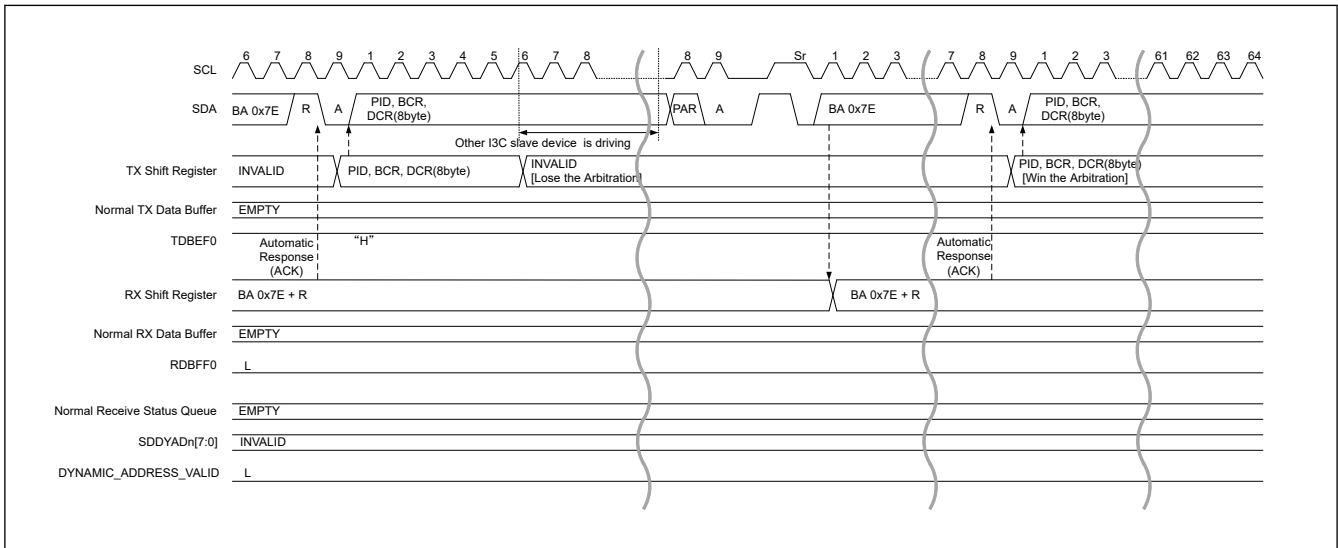 6 7 8 9 1 2 3 4 5 6 7 8 8 9 Sr 1 2 3 7 8 9 1 2 3 61 62 63 64
SCL
SDA BA 0x7E R A PID, BCR,
DCR(8byte) PAR A BA 0x7E R A PID, BCR,
DCR(8byte)
Other I3C slave device is driving
TX Shift Register INVALID PID, BCR, DCR(8byte) INVALID
[Lose the Arbitration] PID, BCR, DCR(8byte)
[Win the Arbitration]
Normal TX Data Buffer EMPTY
TDBEF0 “H”
Automatic
Response
(ACK)
Automatic
Response
(ACK)
RX Shift Register BA 0x7E + R BA 0x7E + R
Normal RX Data Buffer EMPTY
RDBFF0 L
Normal Receive Status Queue EMPTY
SDDYADn[7:0] INVALID
DYNAMIC_ADDRESS_VALID L